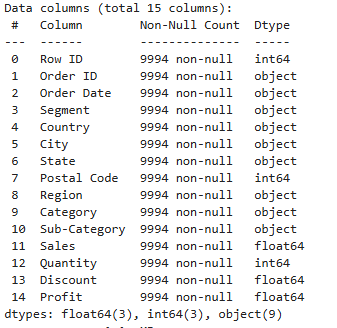 Data columns (total 15 columns):
 #   Column        Non-Null Count  Dtype
---  ------        --------------  -----
 0   Row ID        9994 non-null   int64
 1   Order ID      9994 non-null   object
 2   Order Date    9994 non-null   object
 3   Segment       9994 non-null   object
 4   Country       9994 non-null   object
 5   City          9994 non-null   object
 6   State         9994 non-null   object
 7   Postal Code   9994 non-null   int64
 8   Region        9994 non-null   object
 9   Category      9994 non-null   object
 10  Sub-Category  9994 non-null   object
 11  Sales         9994 non-null   float64
 12  Quantity      9994 non-null   int64
 13  Discount      9994 non-null   float64
 14  Profit        9994 non-null   float64
dtypes: float64(3), int64(3), object(9)